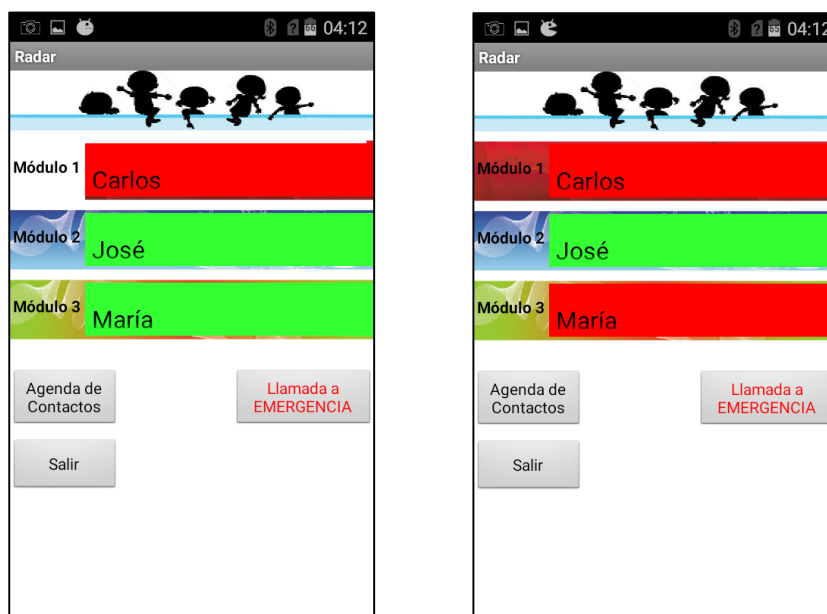 04:12
Radar
Módulo 1
Carlos
Módulo 2
José
Módulo 3
María
Agenda de
Contactos
Llamada a
EMERGENCIA
Salir
04:12
Radar
Módulo 1
Carlos
Módulo 2
José
Módulo 3
María
Agenda de
Contactos
Llamada a
EMERGENCIA
Salir